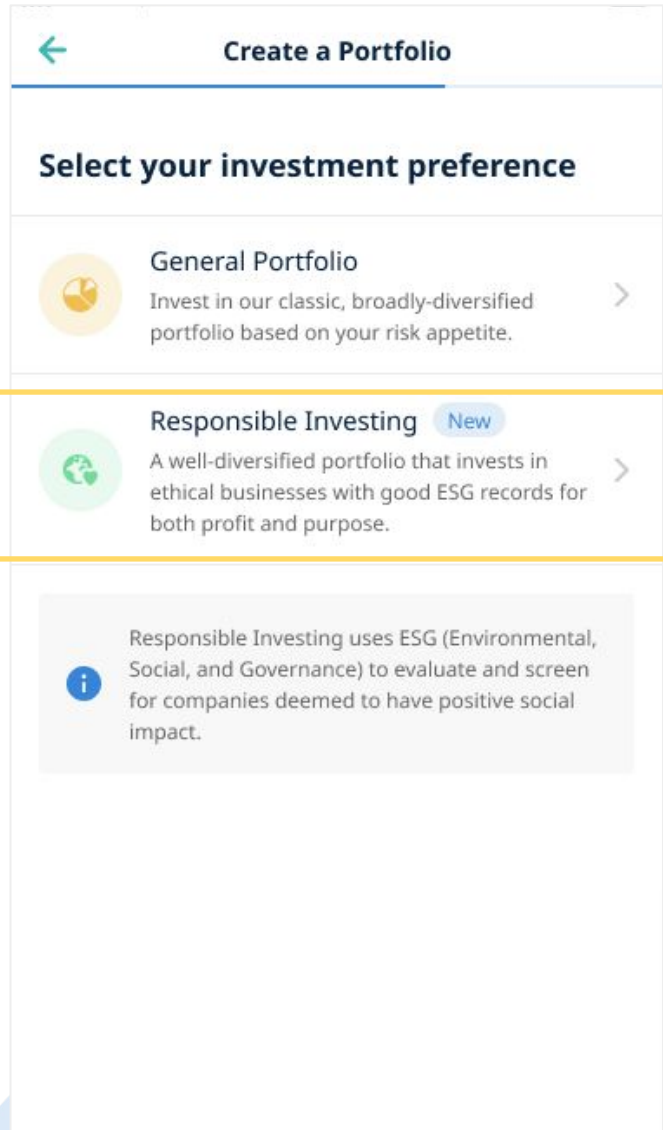 Create a Portfolio
Select your investment preference
General Portfolio
Invest in our classic, broadly-diversified
portfolio based on your risk appetite.
Responsible Investing New
A well-diversified portfolio that invests in
ethical businesses with good ESG records for
both profit and purpose.
Responsible Investing uses ESG (Environmental,
Social, and Governance) to evaluate and screen
for companies deemed to have positive social
impact.